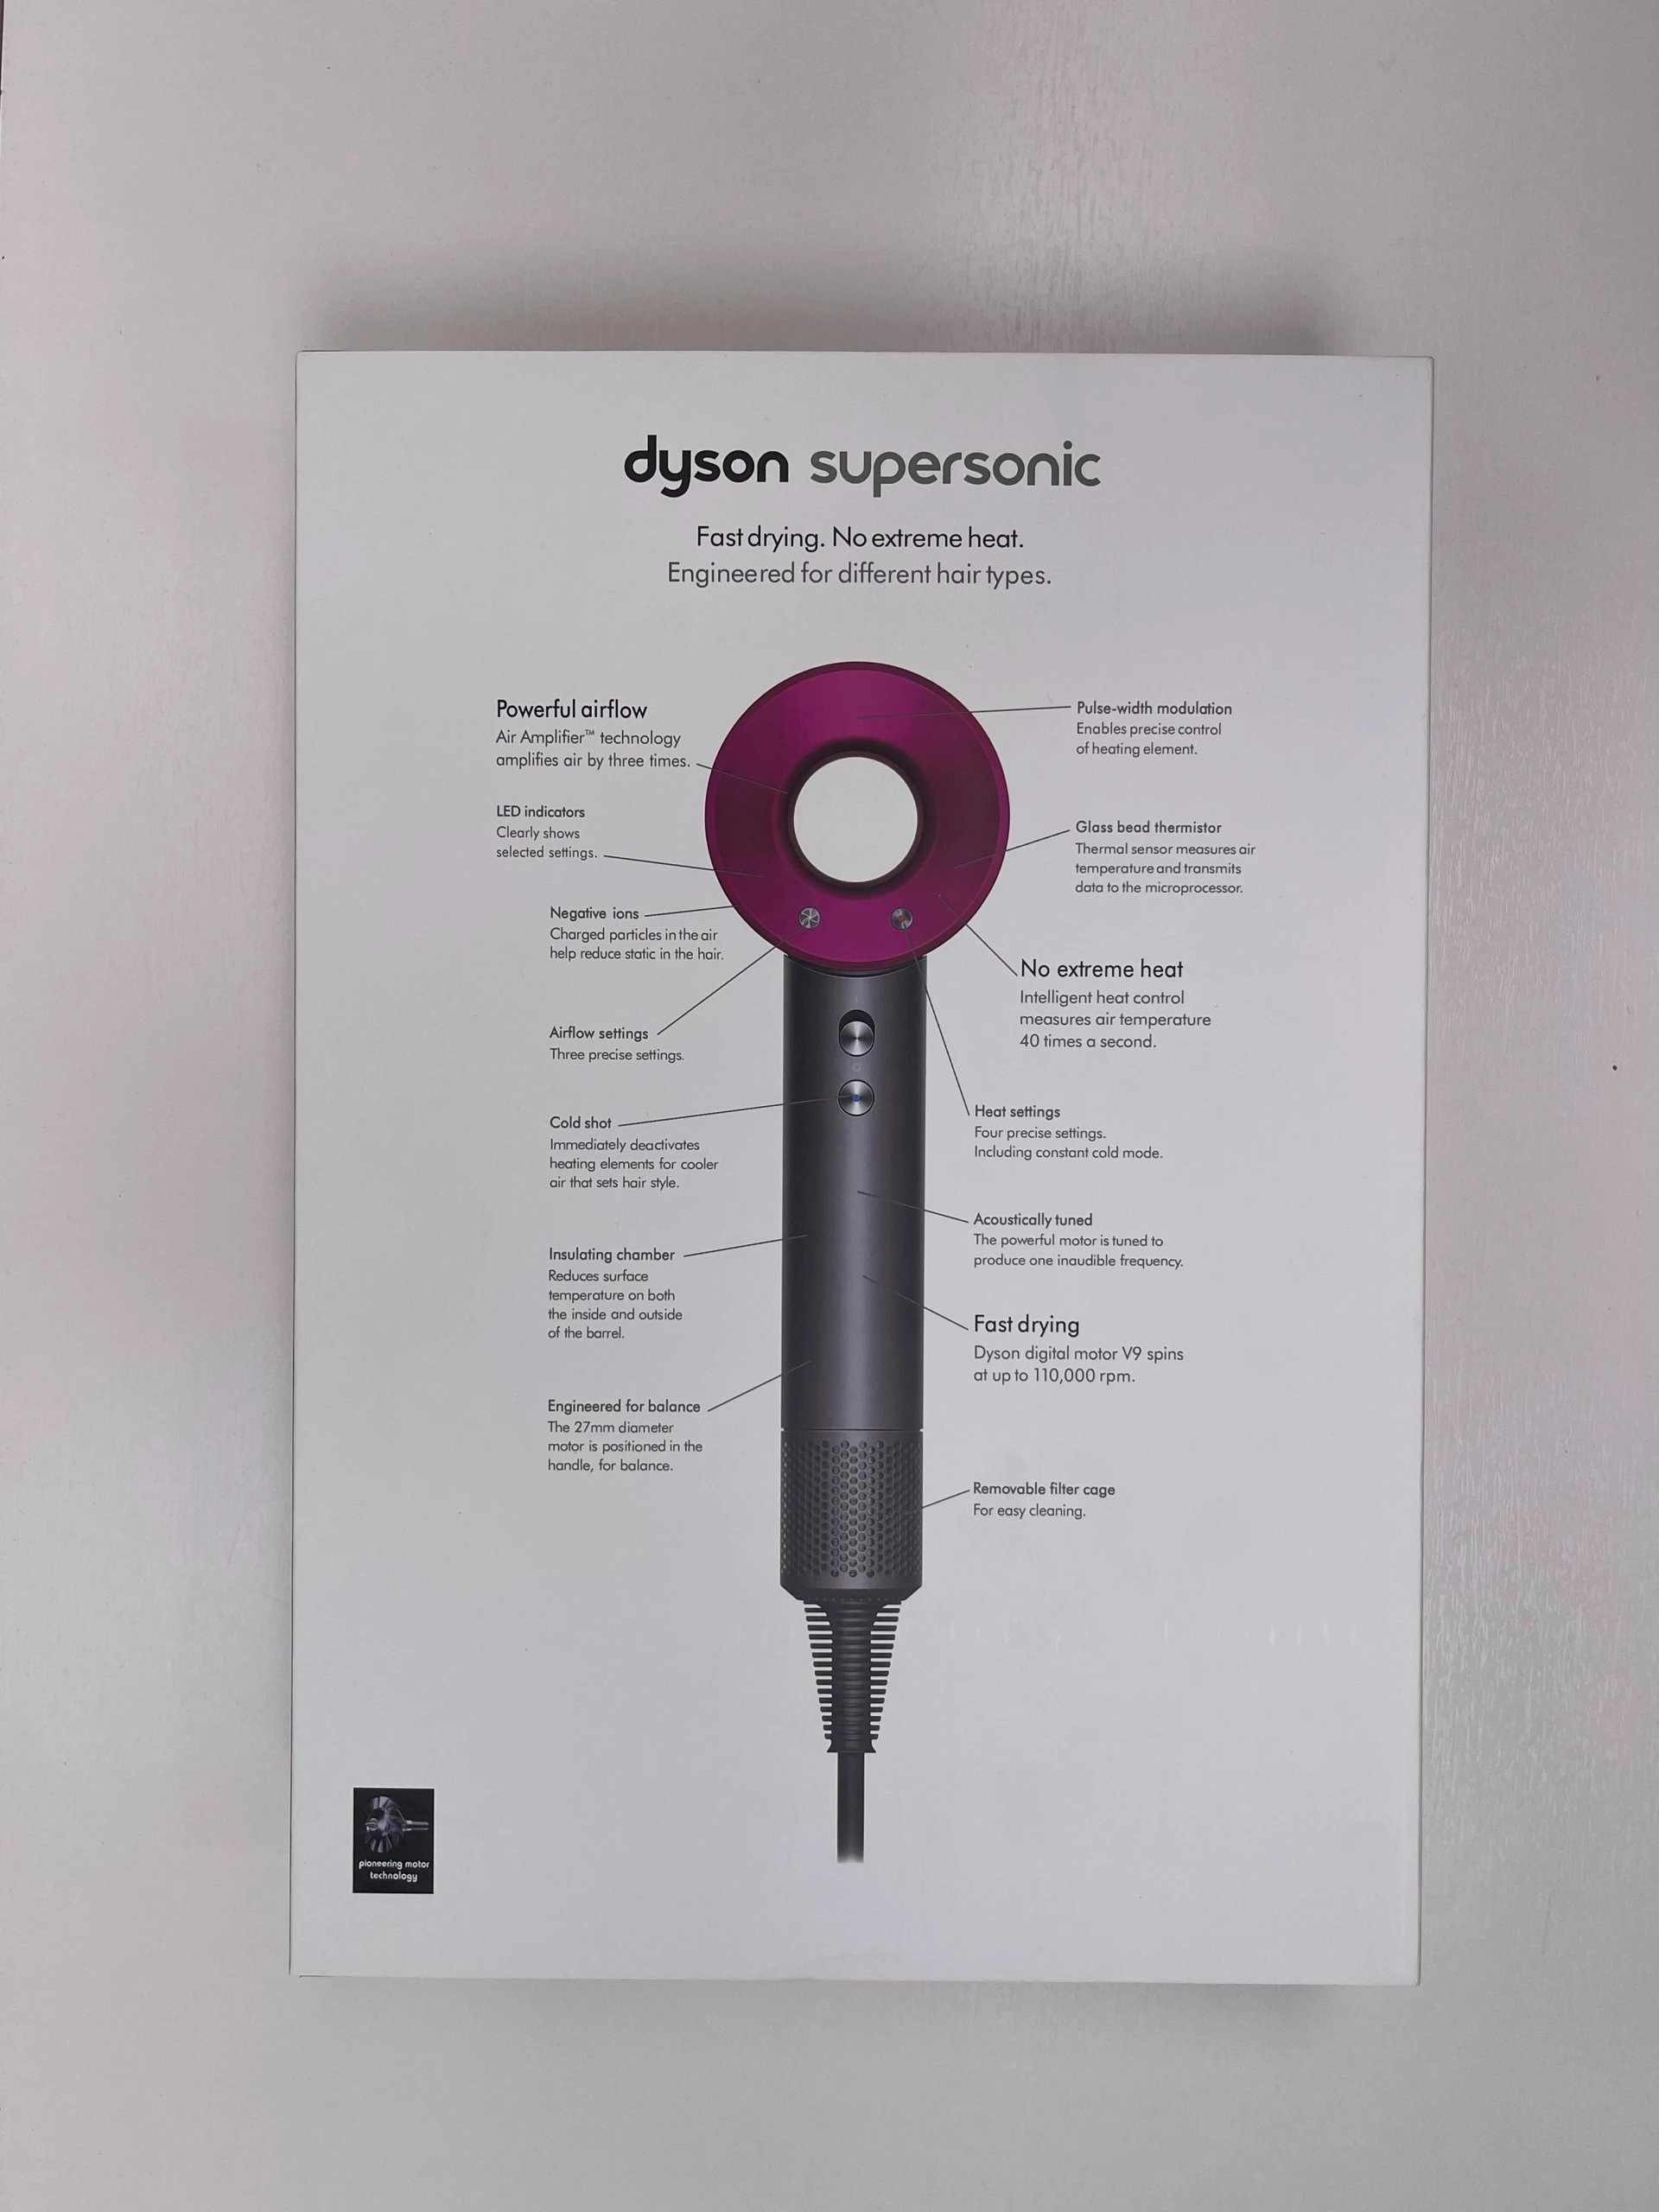 dyson supersonic
Fast drying. No extreme heat.
Engineered for different hair types.
Powerful airflow
Air Amplifier™ technology
amplifies air by three times.
LED indicators
Clearly shows
selected settings.
Negative ions
Charged particles in the air
help reduce static in the hair.
Airflow settings
Three precise settings.
Cold shot
Immediately deactivates
heating elements for cooler
air that sets hair style.
Insulating chamber
Reduces surface
temperature on both
the inside and outside
of the barrel.
Engineered for balance
The 27mm diameter
motor is positioned in the
handle, for balance.
Pulse-width modulation
Enables precise control
of heating element.
Glass bead thermistor
Thermal sensor measures air
temperature and transmits
data to the microprocessor.
No extreme heat
Intelligent heat control
measures air temperature
40 times a second.
Heat settings
Four precise settings.
Including constant cold mode.
Acoustically tuned
The powerful motor is tuned to
produce one inaudible frequency.
Fast drying
Dyson digital motor V9 spins
at up to 110,000 rpm.
Removable filter cage
For easy cleaning.
pioneering motor
technology